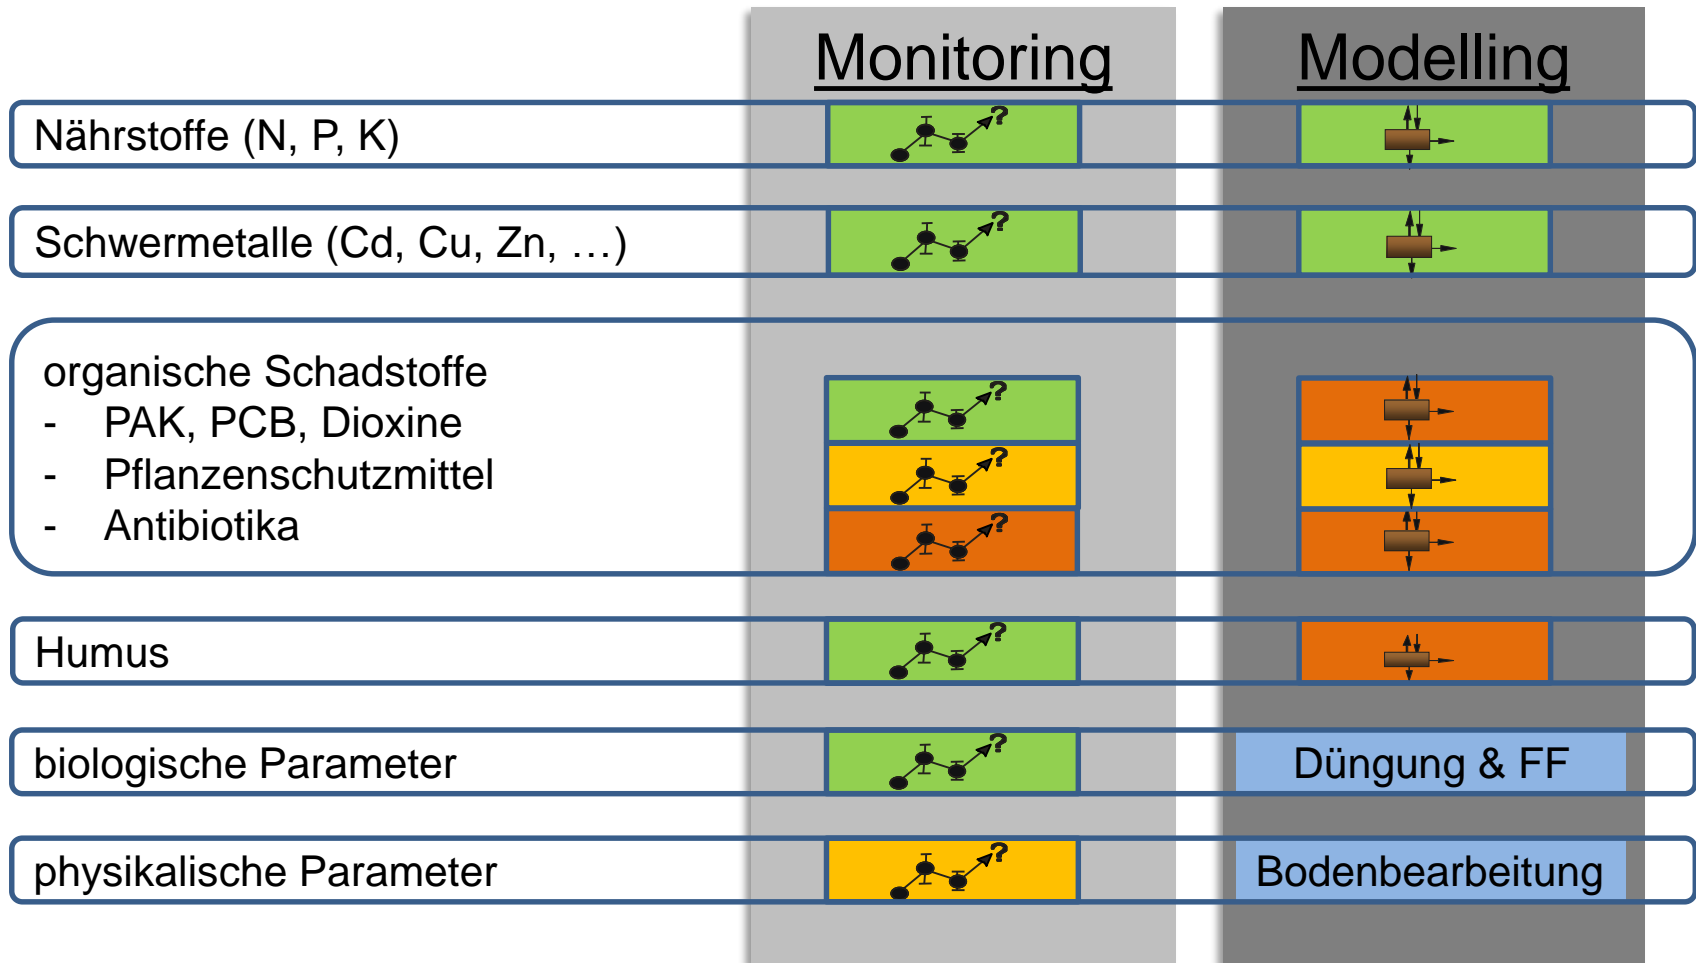 Monitoring Modelling
Nährstoffe (N, P, K) ? 
Schwermetalle (Cd, Cu, Zn, …) ?
organische Schadstoffe
- PAK, PCB, Dioxine ?
- Pflanzenschutzmittel ?
- Antibiotika ?
Humus ?
biologische Parameter ? Düngung & FF
physikalische Parameter ? Bodenbearbeitung